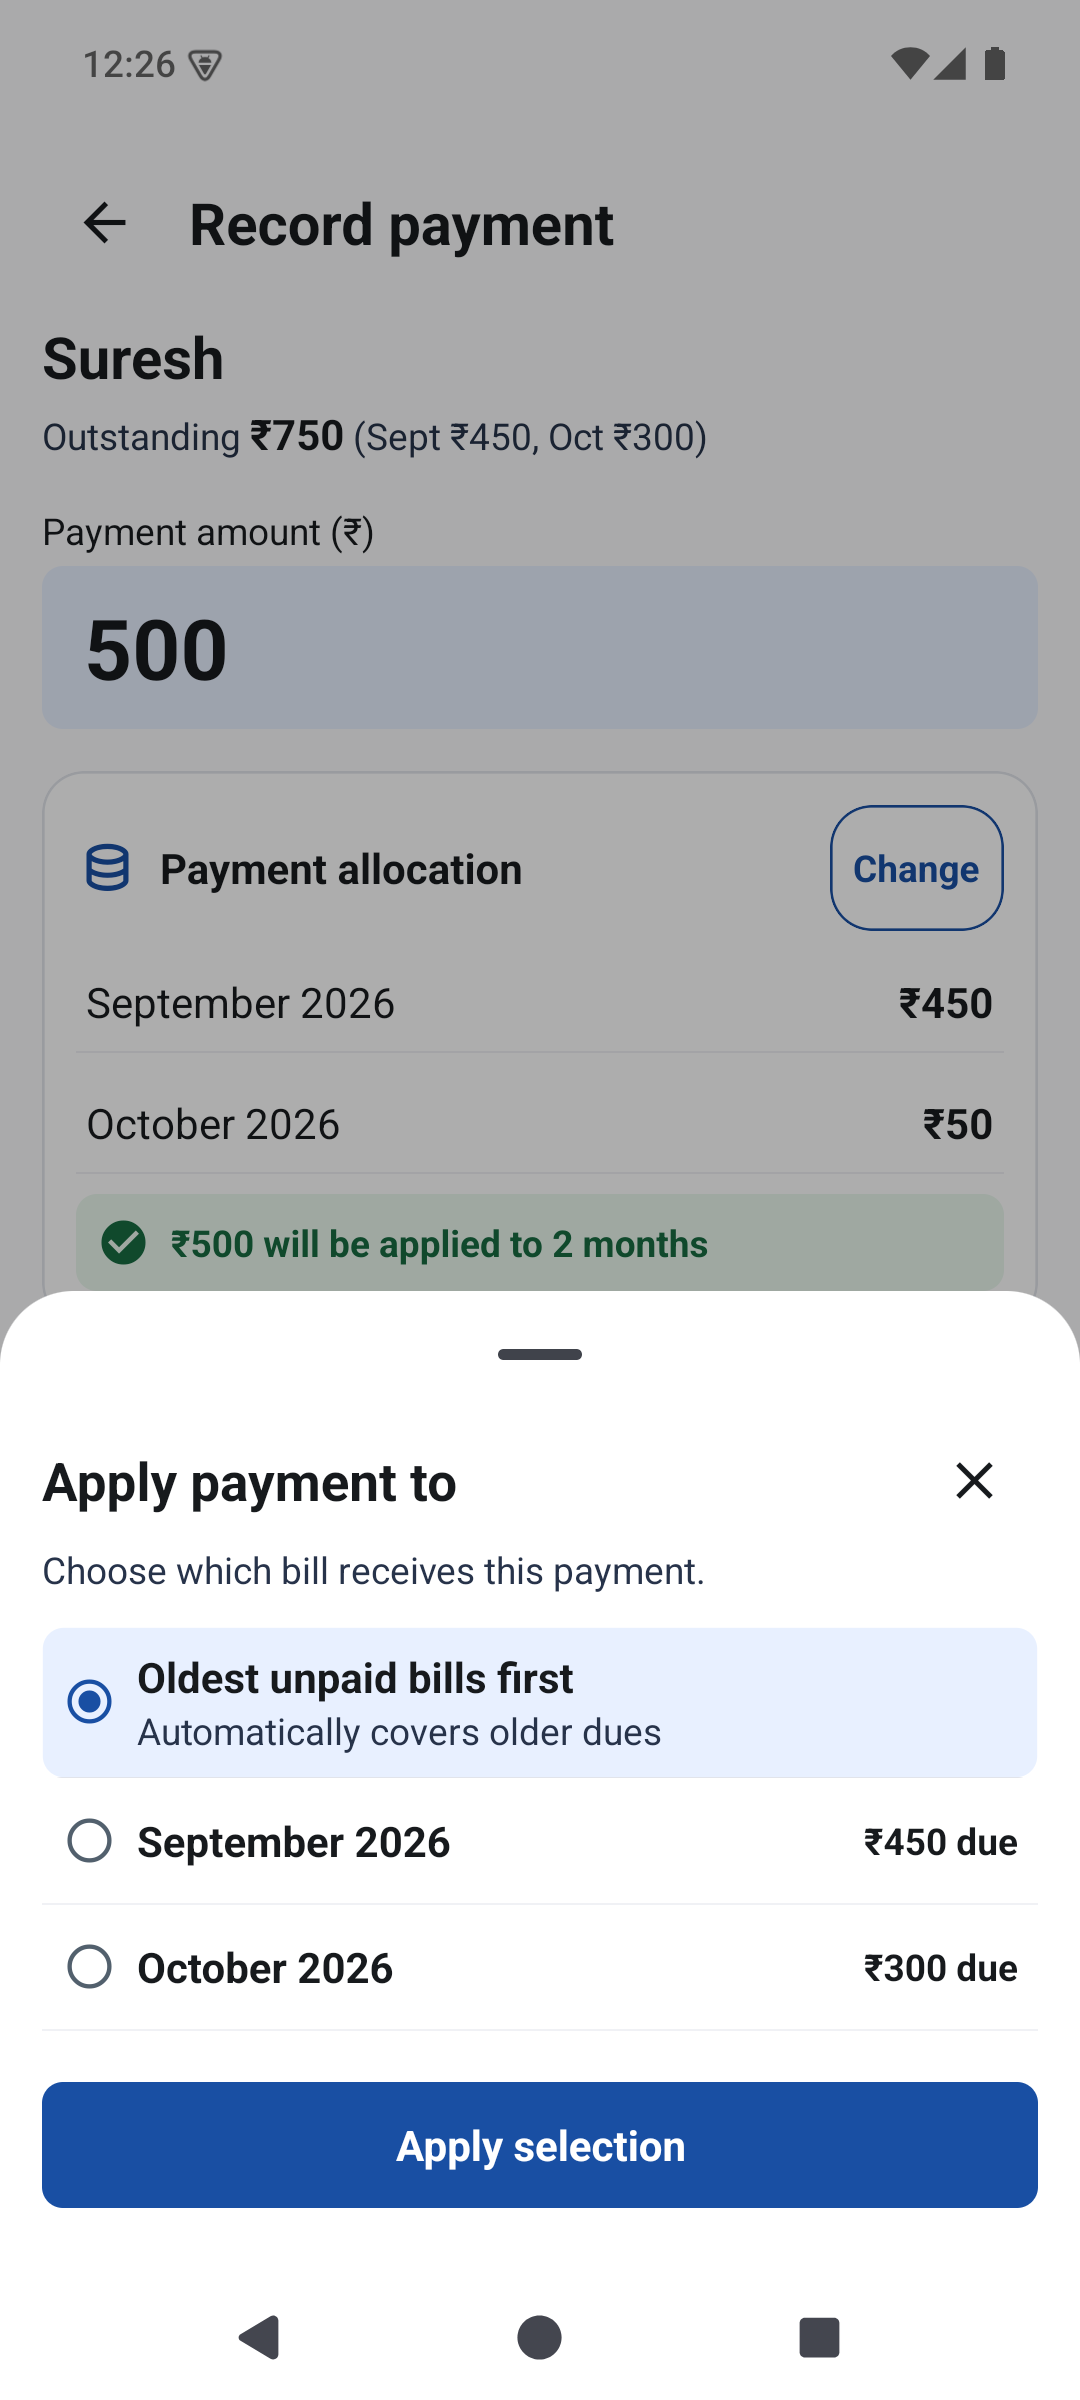 12:26
Record payment
Suresh
Outstanding ₹750 (Sept ₹450, Oct ₹300)
Payment amount (₹)
500
Payment allocation
Change
September 2026 ₹450
October 2026 ₹50
₹500 will be applied to 2 months
Apply payment to
Choose which bill receives this payment.
Oldest unpaid bills first
Automatically covers older dues
September 2026 ₹450 due
October 2026 ₹300 due
Apply selection